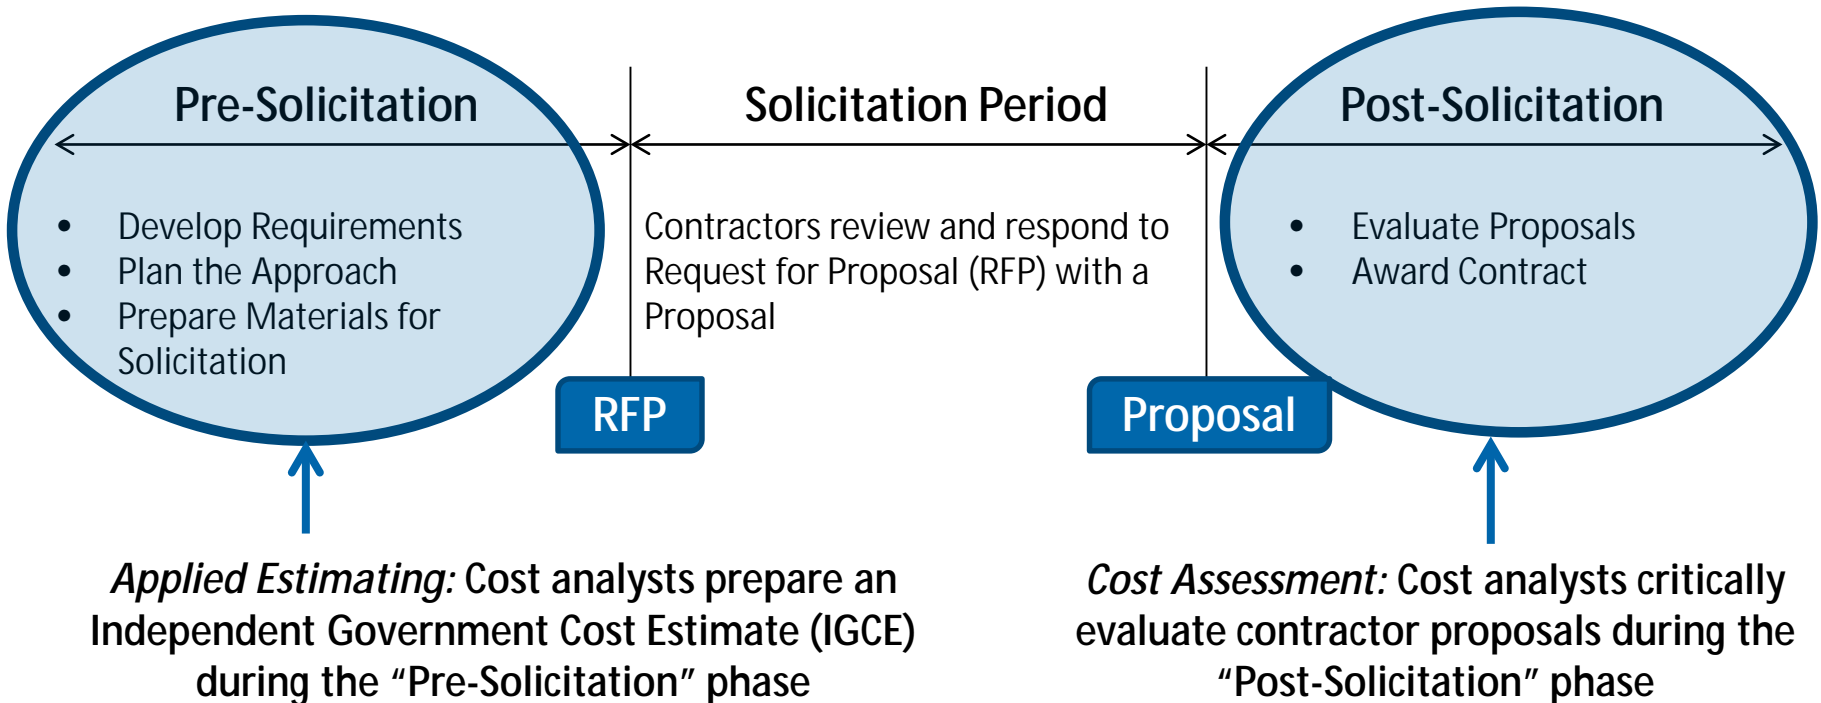 Pre-Solicitation
Solicitation Period
Post-Solicitation
• Develop Requirements
• Plan the Approach
• Prepare Materials for
Solicitation
Contractors review and respond to
Request for Proposal (RFP) with a
Proposal
• Evaluate Proposals
• Award Contract
RFP
Proposal
Applied Estimating: Cost analysts prepare an
Independent Government Cost Estimate (IGCE)
during the “Pre-Solicitation” phase
Cost Assessment: Cost analysts critically
evaluate contractor proposals during the
“Post-Solicitation” phase